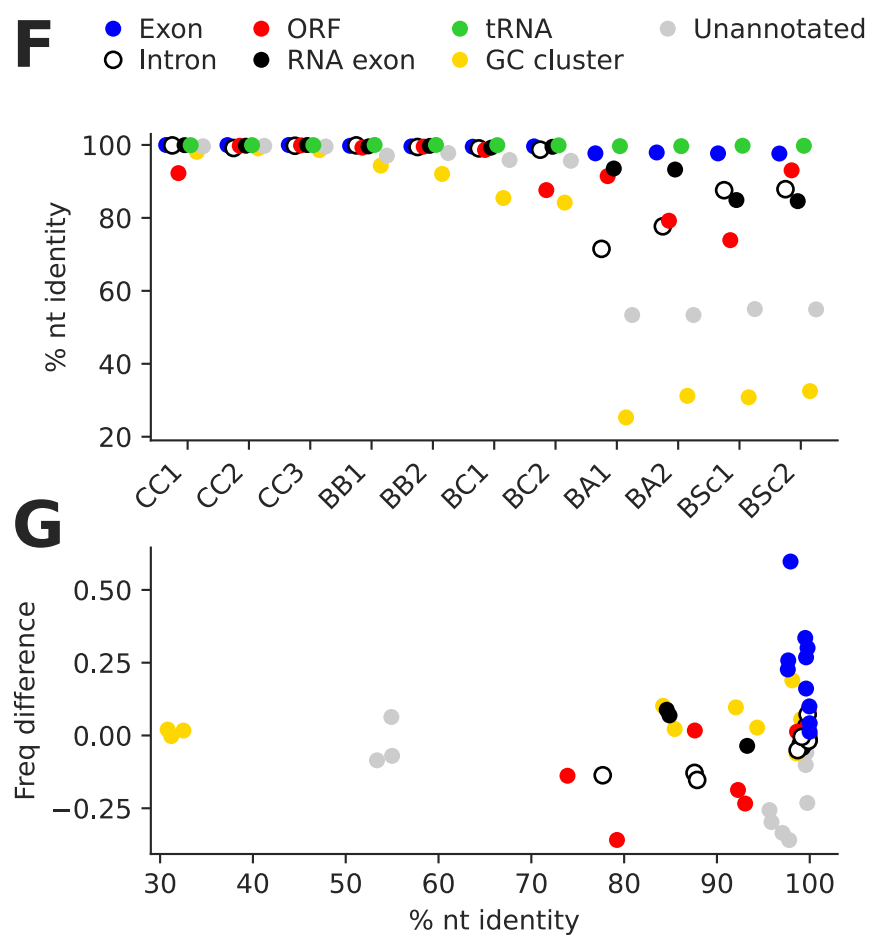 F
Exon ORF tRNA Unannotated
Intron RNA exon GC cluster
100
80
60
40
20
% nt identity
CC1 CC2 CC3 BB1 BB2 BC1 BC2 BA1 BA2 BSc1 BSc2
G
0.50
0.25
0.00
−0.25
Freq difference
30 40 50 60 70 80 90 100
% nt identity